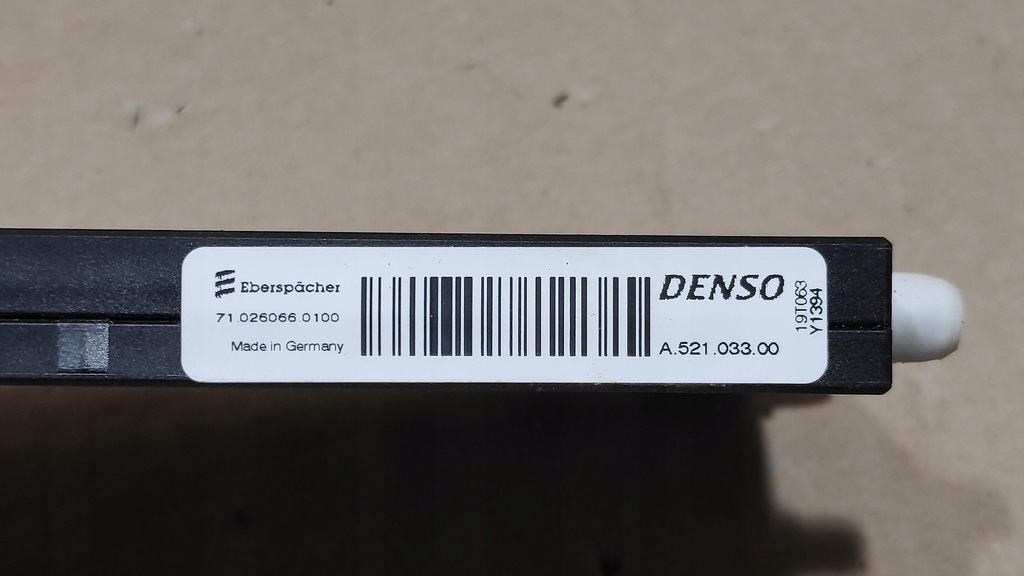 Eberspächer
71.026066.0100
Made in Germany
DENSO
A.521.033.00
19T063
Y1394